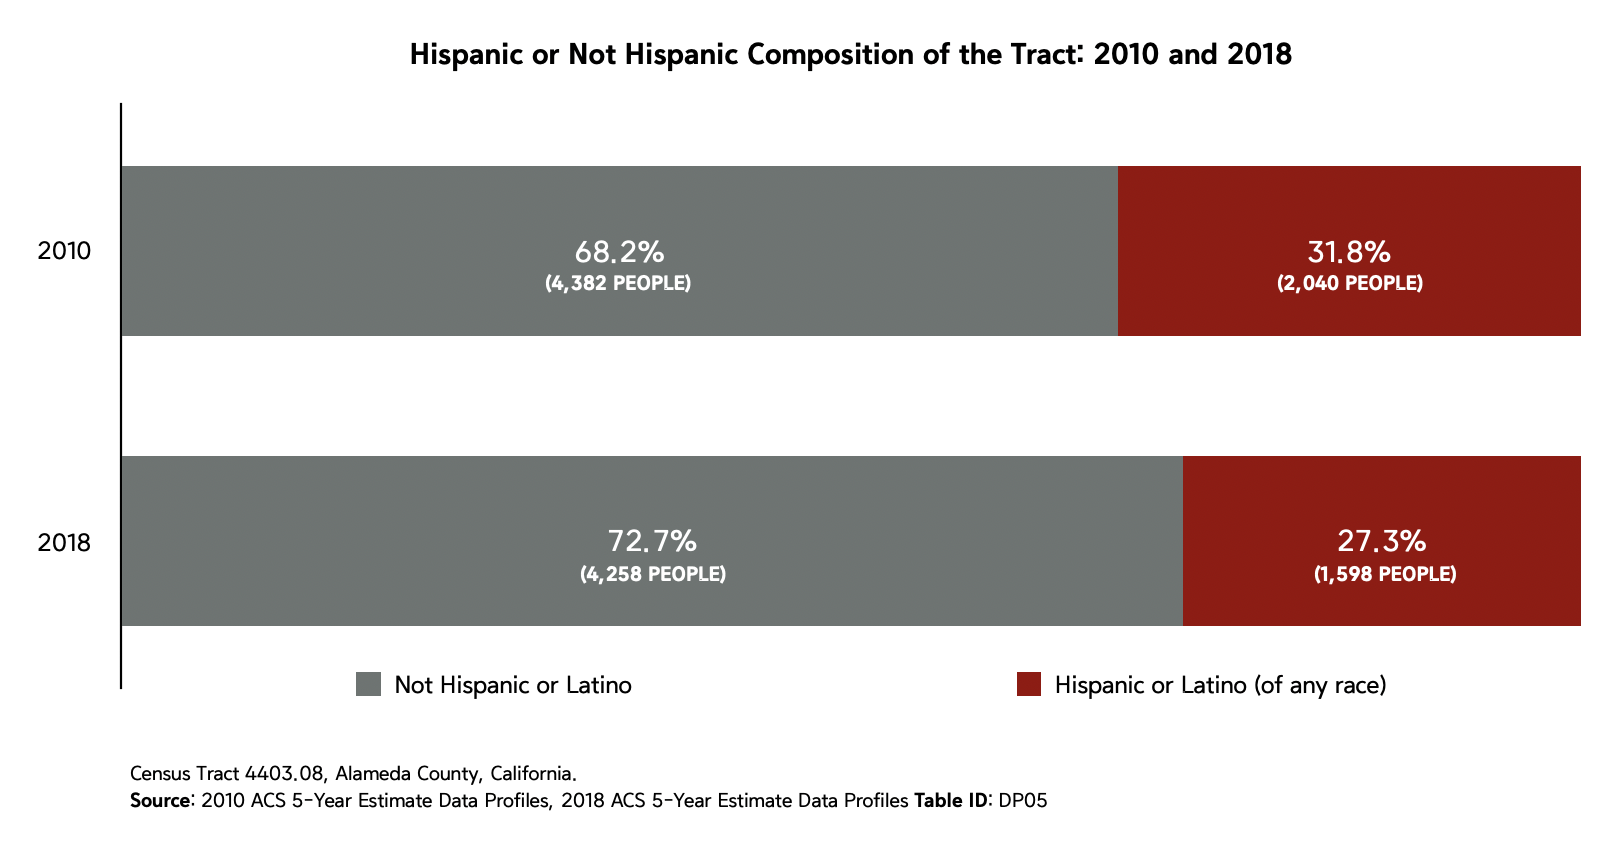 Hispanic or Not Hispanic Composition of the Tract: 2010 and 2018
2010
68.2%
(4,382 PEOPLE)
31.8%
(2,040 PEOPLE)
2018
72.7%
(4,258 PEOPLE)
27.3%
(1,598 PEOPLE)
Not Hispanic or Latino
Hispanic or Latino (of any race)
Census Tract 4403.08, Alameda County, California.
Source: 2010 ACS 5-Year Estimate Data Profiles, 2018 ACS 5-Year Estimate Data Profiles Table ID: DP05